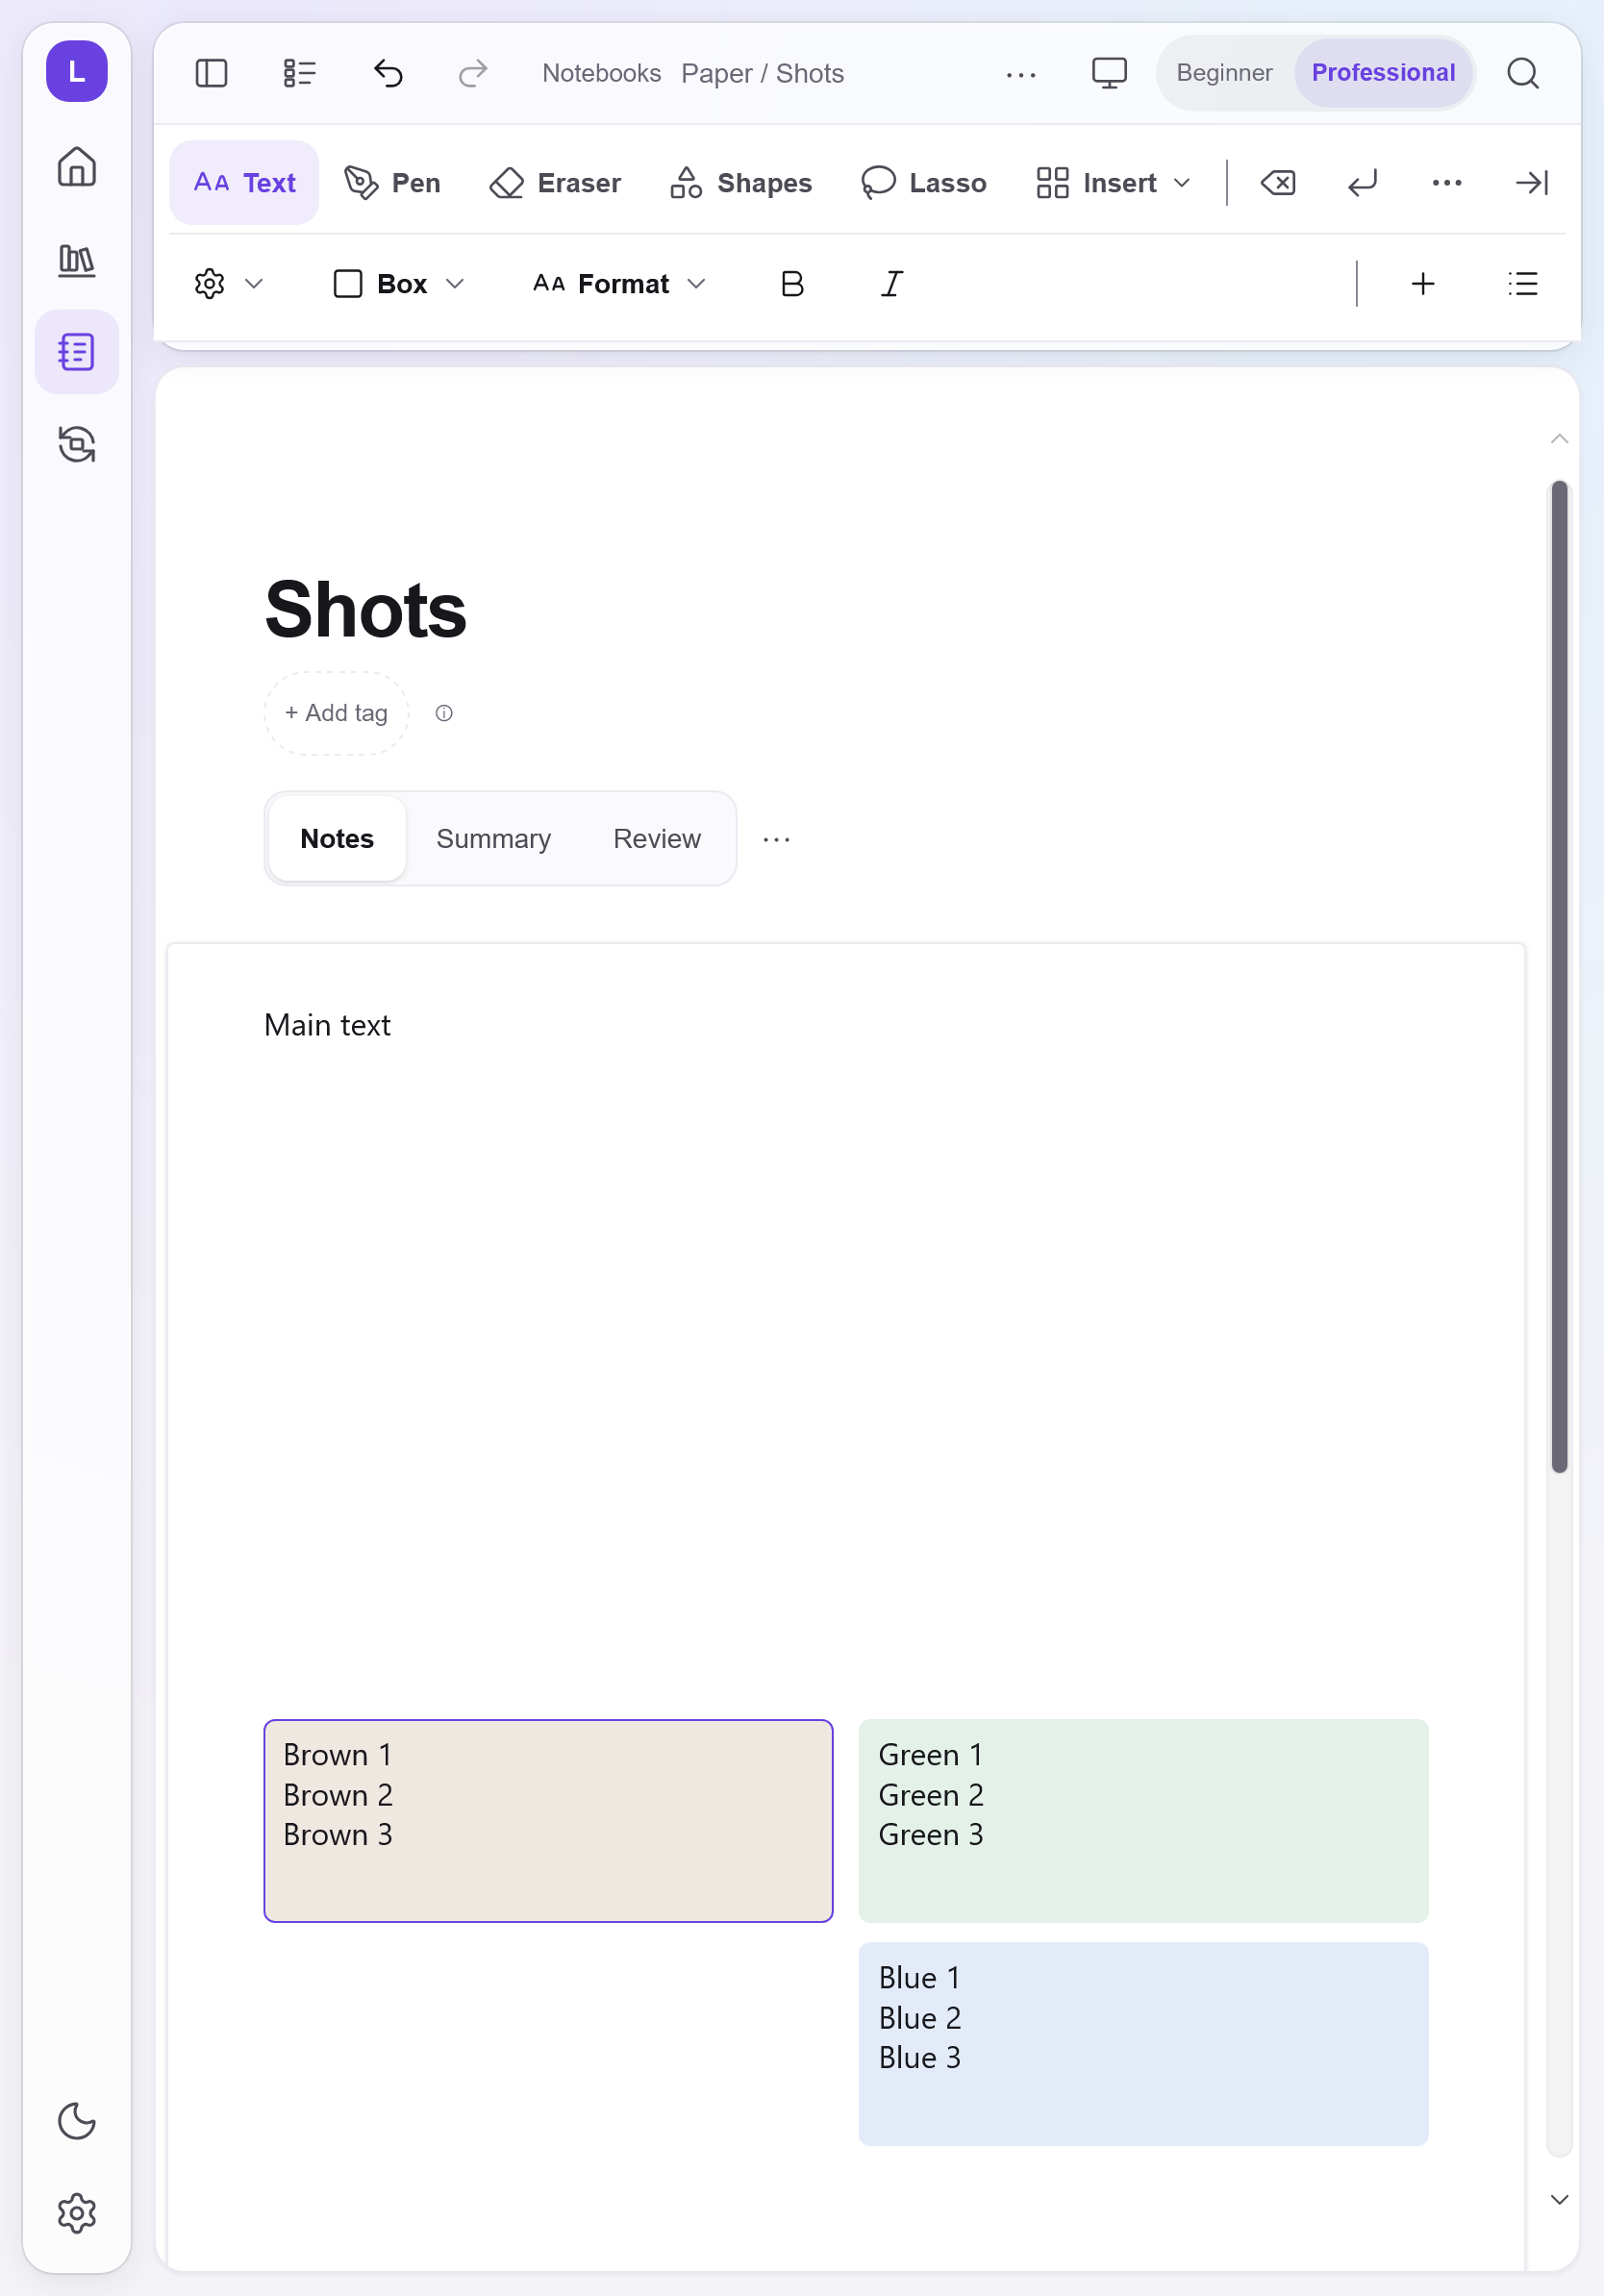 L
Notebooks Paper / Shots
Beginner Professional
Text Pen Eraser Shapes Lasso Insert
Box Format B I
Shots
+ Add tag
Notes Summary Review
Main text
Brown 1
Brown 2
Brown 3
Green 1
Green 2
Green 3
Blue 1
Blue 2
Blue 3